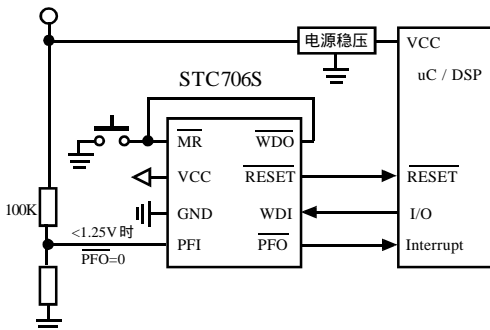 电源稳压
VCC
uC / DSP
STC706S
MR
WDO
VCC
RESET
RESET
GND
WDI
I/O
100K
<1.25V 时
PFI
PFO
Interrupt
PFO=0